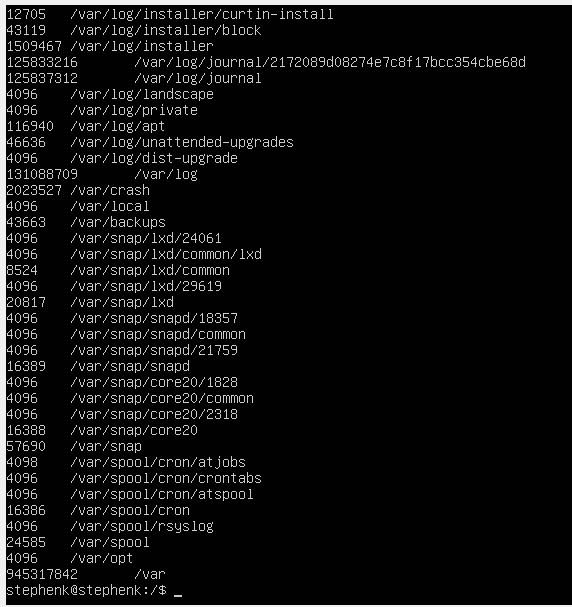 12705   /var/log/installer/curtin-install
43119   /var/log/installer/block
1509467 /var/log/installer
125833216       /var/log/journal/2172089d08274e7c8f17bcc354cbe68d
125837312       /var/log/journal
4096    /var/log/landscape
4096    /var/log/private
116940  /var/log/apt
46636   /var/log/unattended-upgrades
4096    /var/log/dist-upgrade
131088709       /var/log
2023527 /var/crash
4096    /var/local
43663   /var/backups
4096    /var/snap/lxd/24061
4096    /var/snap/lxd/common/lxd
8524    /var/snap/lxd/common
4096    /var/snap/lxd/29619
20817   /var/snap/lxd
4096    /var/snap/snapd/18357
4096    /var/snap/snapd/common
4096    /var/snap/snapd/21759
16389   /var/snap/snapd
4096    /var/snap/core20/1828
4096    /var/snap/core20/common
4096    /var/snap/core20/2318
16388   /var/snap/core20
57690   /var/snap
4098    /var/spool/cron/atjobs
4096    /var/spool/cron/crontabs
4096    /var/spool/cron/atspool
16386   /var/spool/cron
4096    /var/spool/rsyslog
24585   /var/spool
4096    /var/opt
945317842       /var
stephenk@stephenk:/$ _